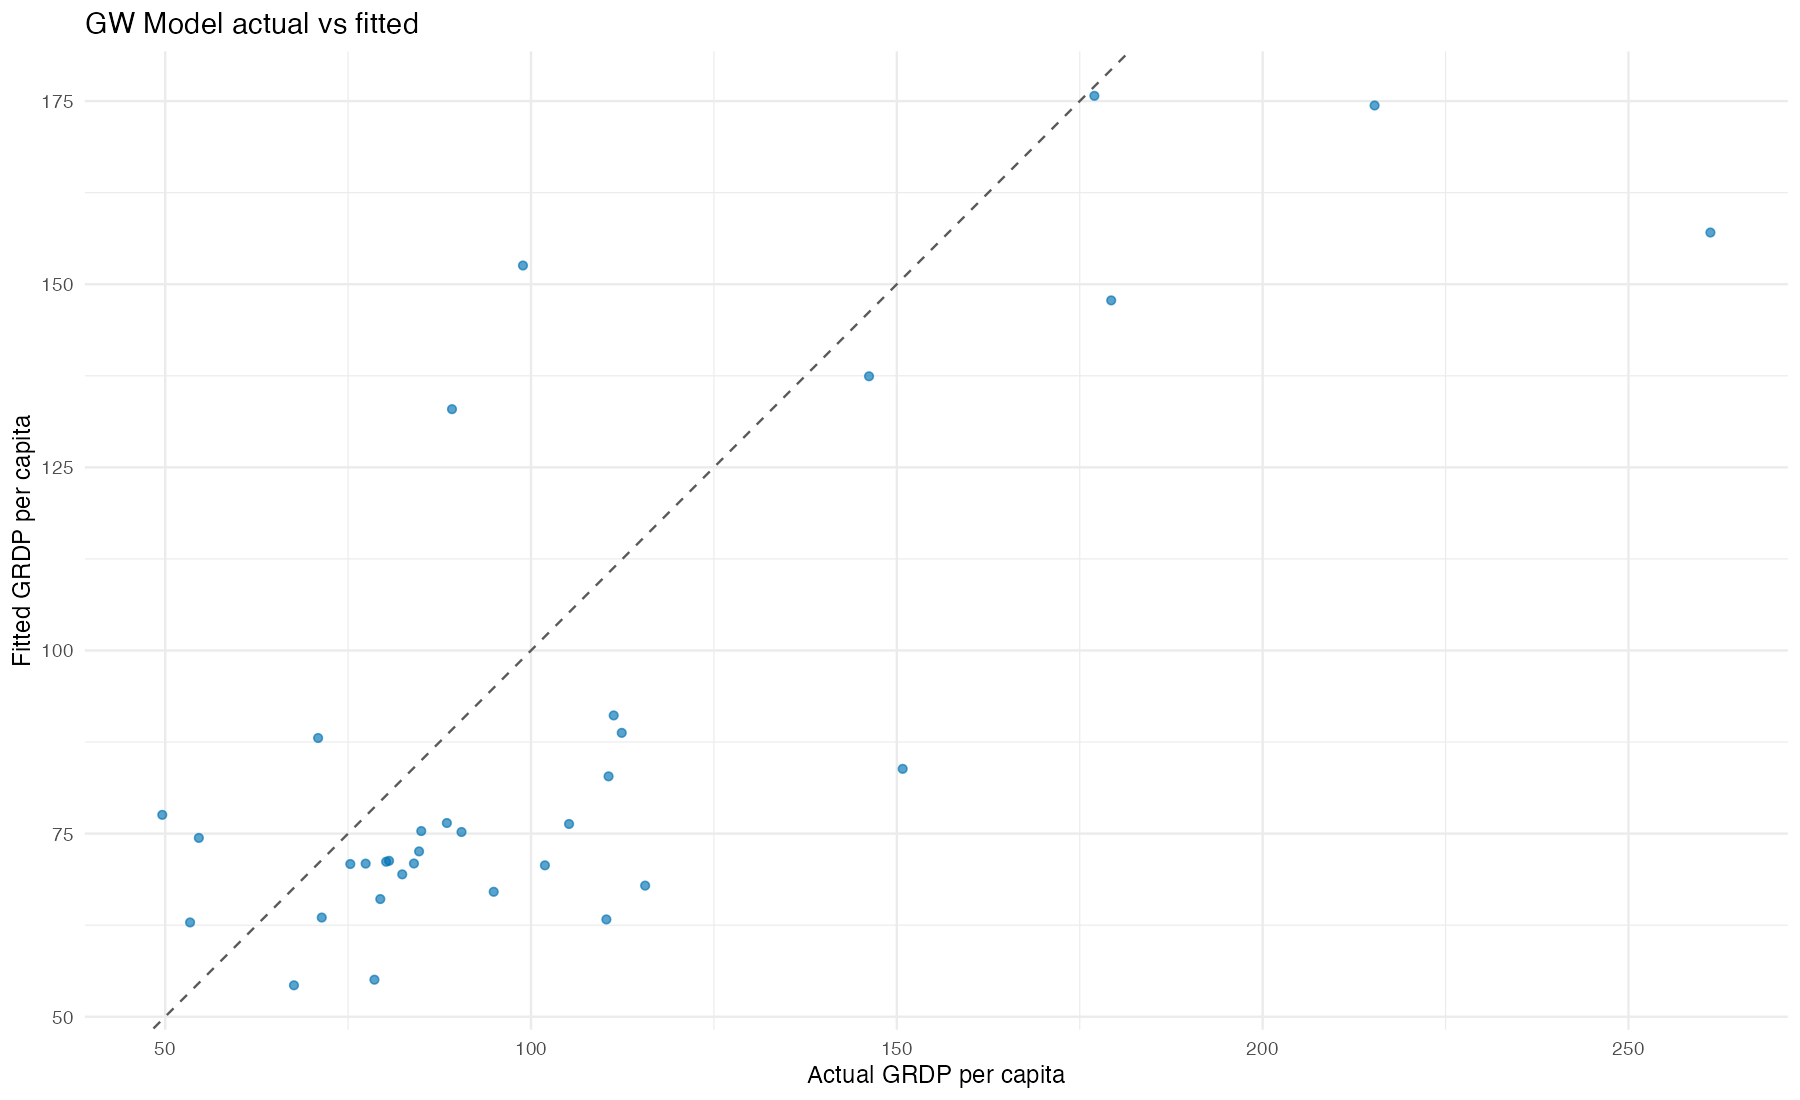 GW Model actual vs fitted
175
150
125
100
75
50
Fitted GRDP per capita
50 100 150 200 250
Actual GRDP per capita